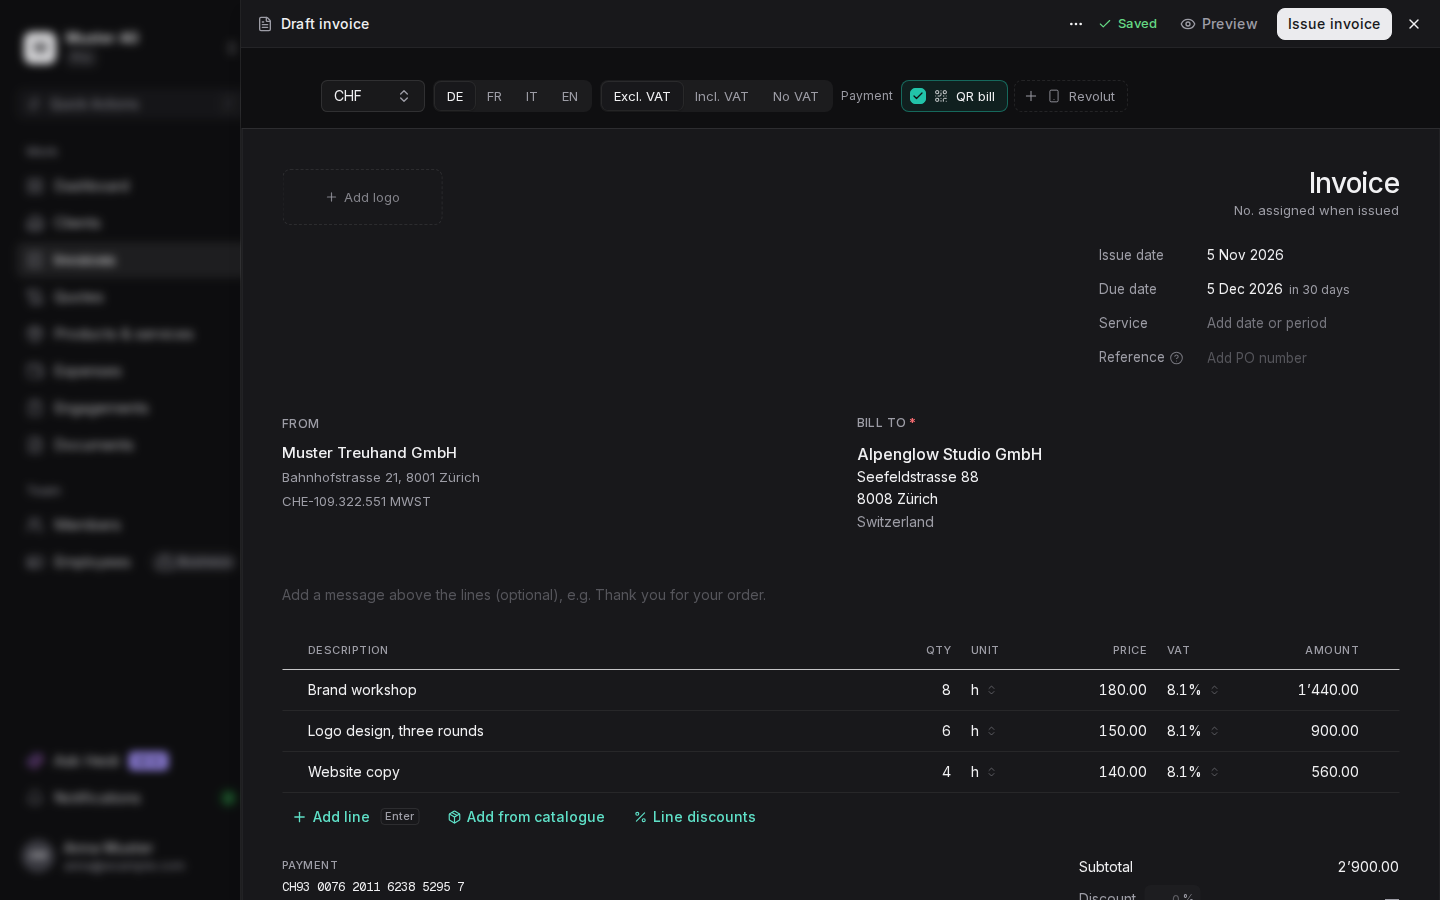 Draft invoice
Saved
Preview
Issue invoice
CHF
DE FR IT EN
Excl. VAT Incl. VAT No VAT
Payment
QR bill
Revolut
Add logo
Invoice
No. assigned when issued
Issue date 5 Nov 2026
Due date 5 Dec 2026 in 30 days
Service Add date or period
Reference Add PO number
FROM
Muster Treuhand GmbH
Bahnhofstrasse 21, 8001 Zürich
CHE-109.322.551 MWST
BILL TO *
Alpenglow Studio GmbH
Seefeldstrasse 88
8008 Zürich
Switzerland
Add a message above the lines (optional), e.g. Thank you for your order.
DESCRIPTION QTY UNIT PRICE VAT AMOUNT
Brand workshop 8 h 180.00 8.1% 1’440.00
Logo design, three rounds 6 h 150.00 8.1% 900.00
Website copy 4 h 140.00 8.1% 560.00
Add line Enter Add from catalogue Line discounts
PAYMENT
CH93 0076 2011 6238 5295 7
Subtotal 2’900.00
Discount